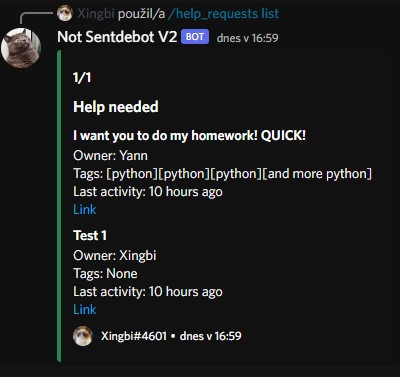 Xingbi použil/a /help_requests list
Not Sentdebot V2 BOT dnes v 16:59
1/1
Help needed
I want you to do my homework! QUICK!
Owner: Yann
Tags: [python][python][python][and more python]
Last activity: 10 hours ago
Link
Test 1
Owner: Xingbi
Tags: None
Last activity: 10 hours ago
Link
Xingbi#4601 • dnes v 16:59